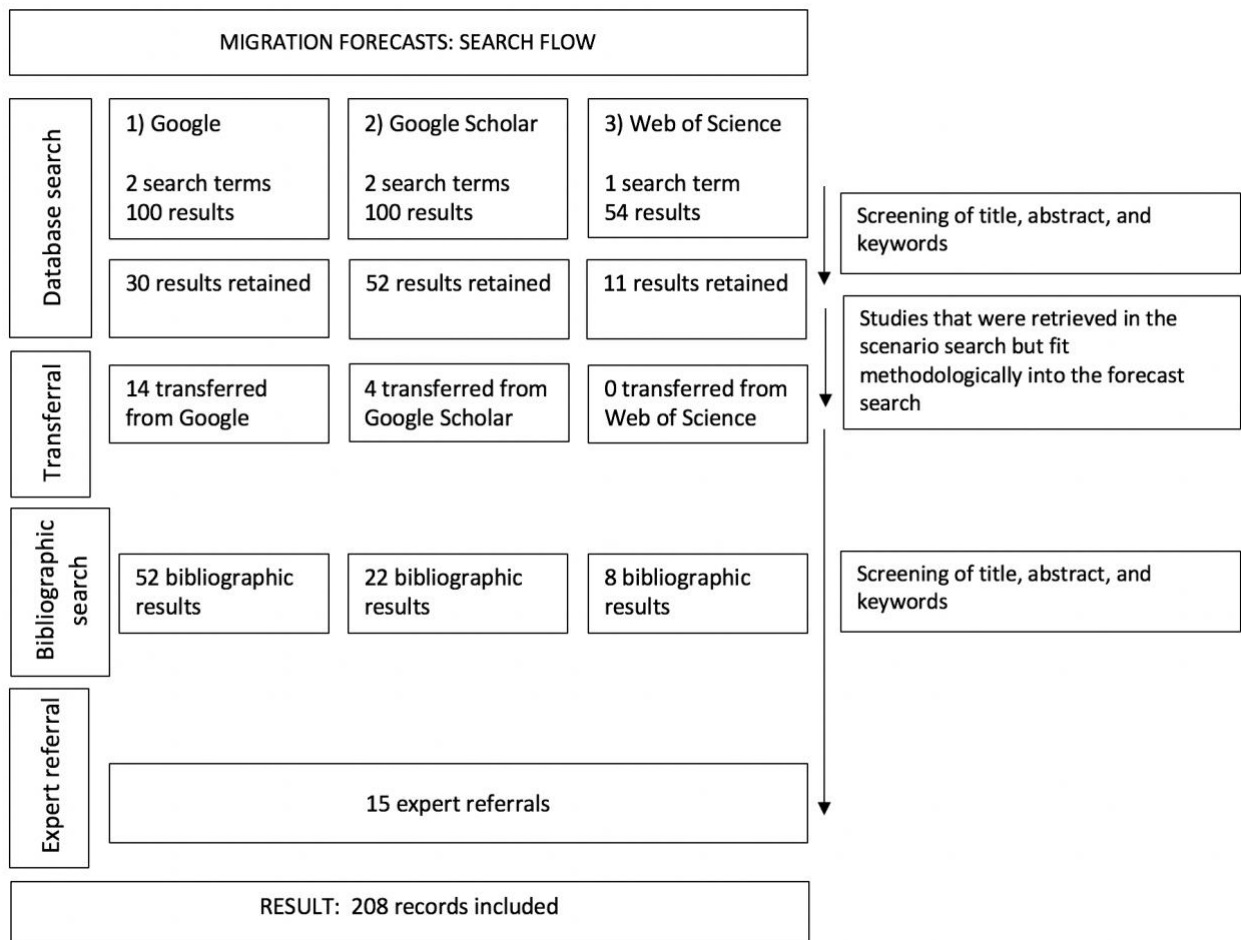 MIGRATION FORECASTS: SEARCH FLOW
Database search
1) Google
2 search terms
100 results
2) Google Scholar
2 search terms
100 results
3) Web of Science
1 search term
54 results
Screening of title, abstract, and
keywords
30 results retained
52 results retained
11 results retained
Studies that were retrieved in the
scenario search but fit
methodologically into the forecast
search
Transferral
14 transferred
from Google
4 transferred from
Google Scholar
0 transferred from
Web of Science
Bibliographic
search
52 bibliographic
results
22 bibliographic
results
8 bibliographic
results
Screening of title, abstract, and
keywords
Expert referral
15 expert referrals
RESULT: 208 records included